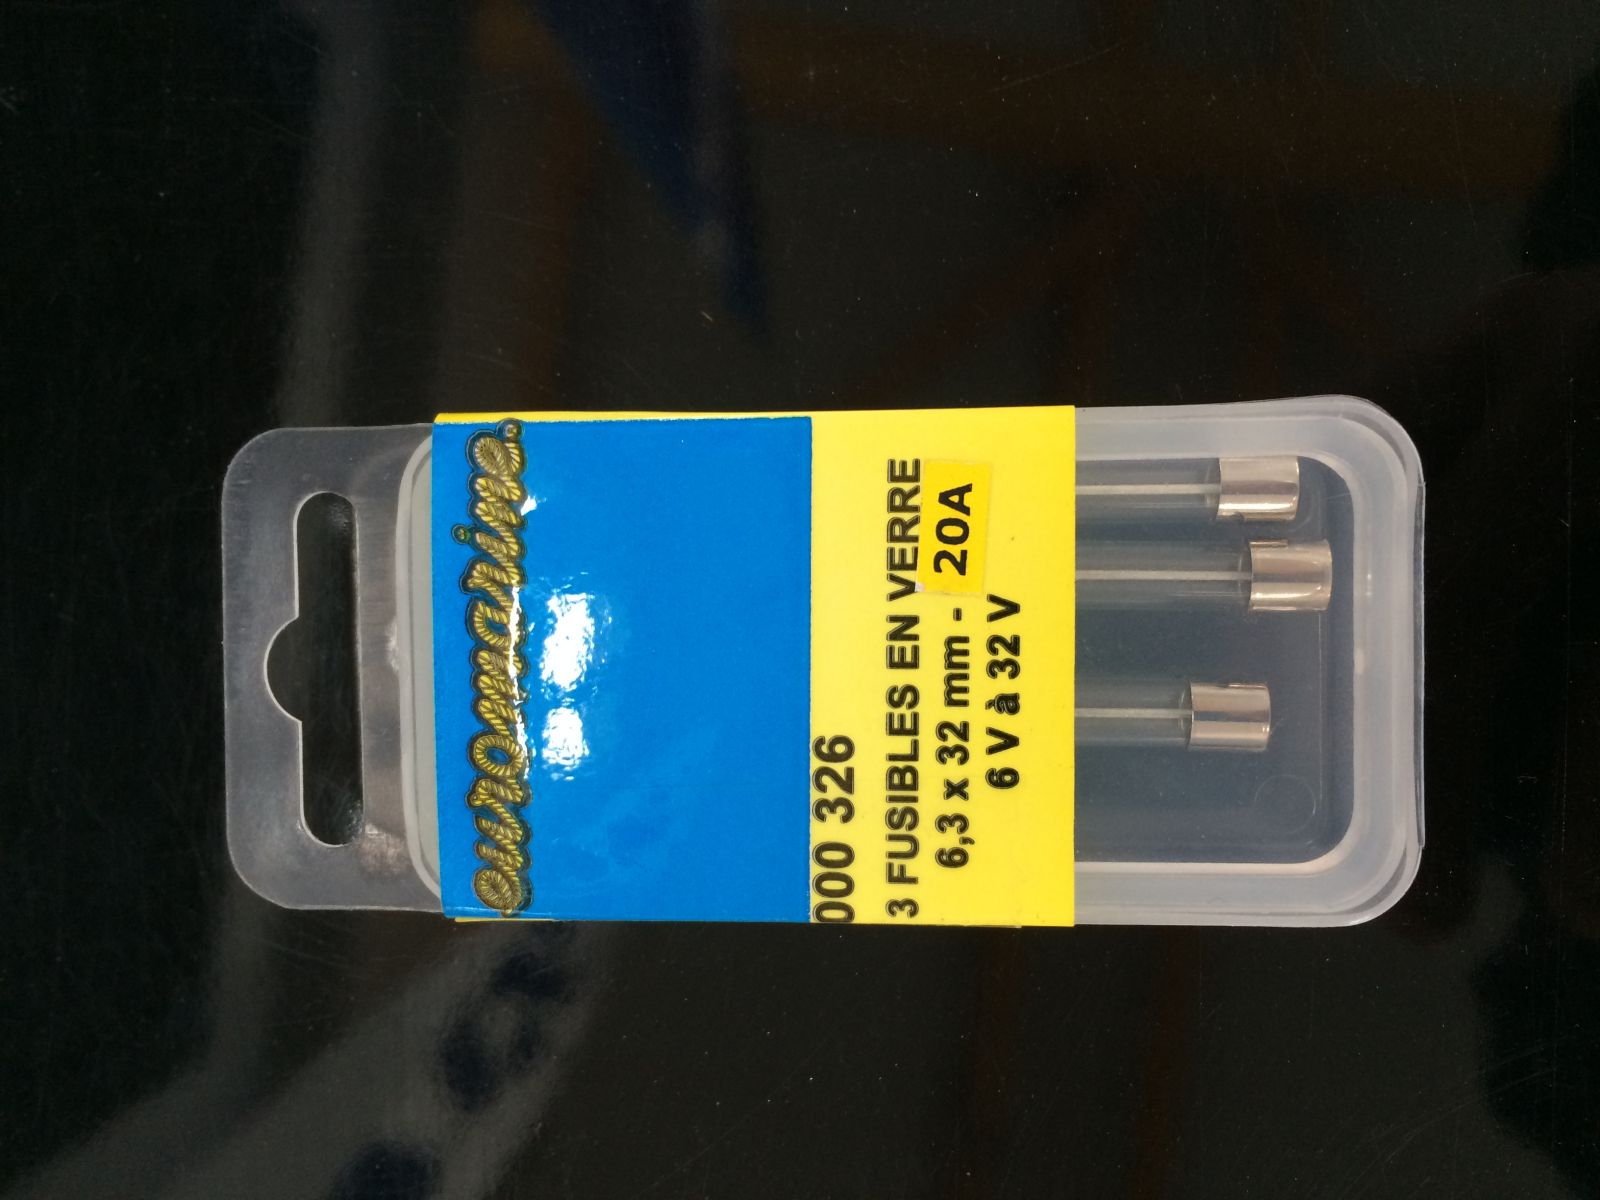 euromarine
000 326
3 FUSIBLES EN VERRE
6,3 x 32 mm - 20A
6 V à 32 V